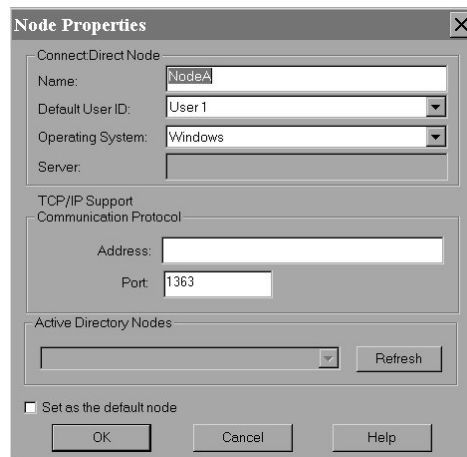 Node Properties
Connect:Direct Node
Name: NodeA
Default User ID: User 1
Operating System: Windows
Server:
TCP/IP Support
Communication Protocol
Address:
Port: 1363
Active Directory Nodes
Refresh
Set as the default node
OK Cancel Help